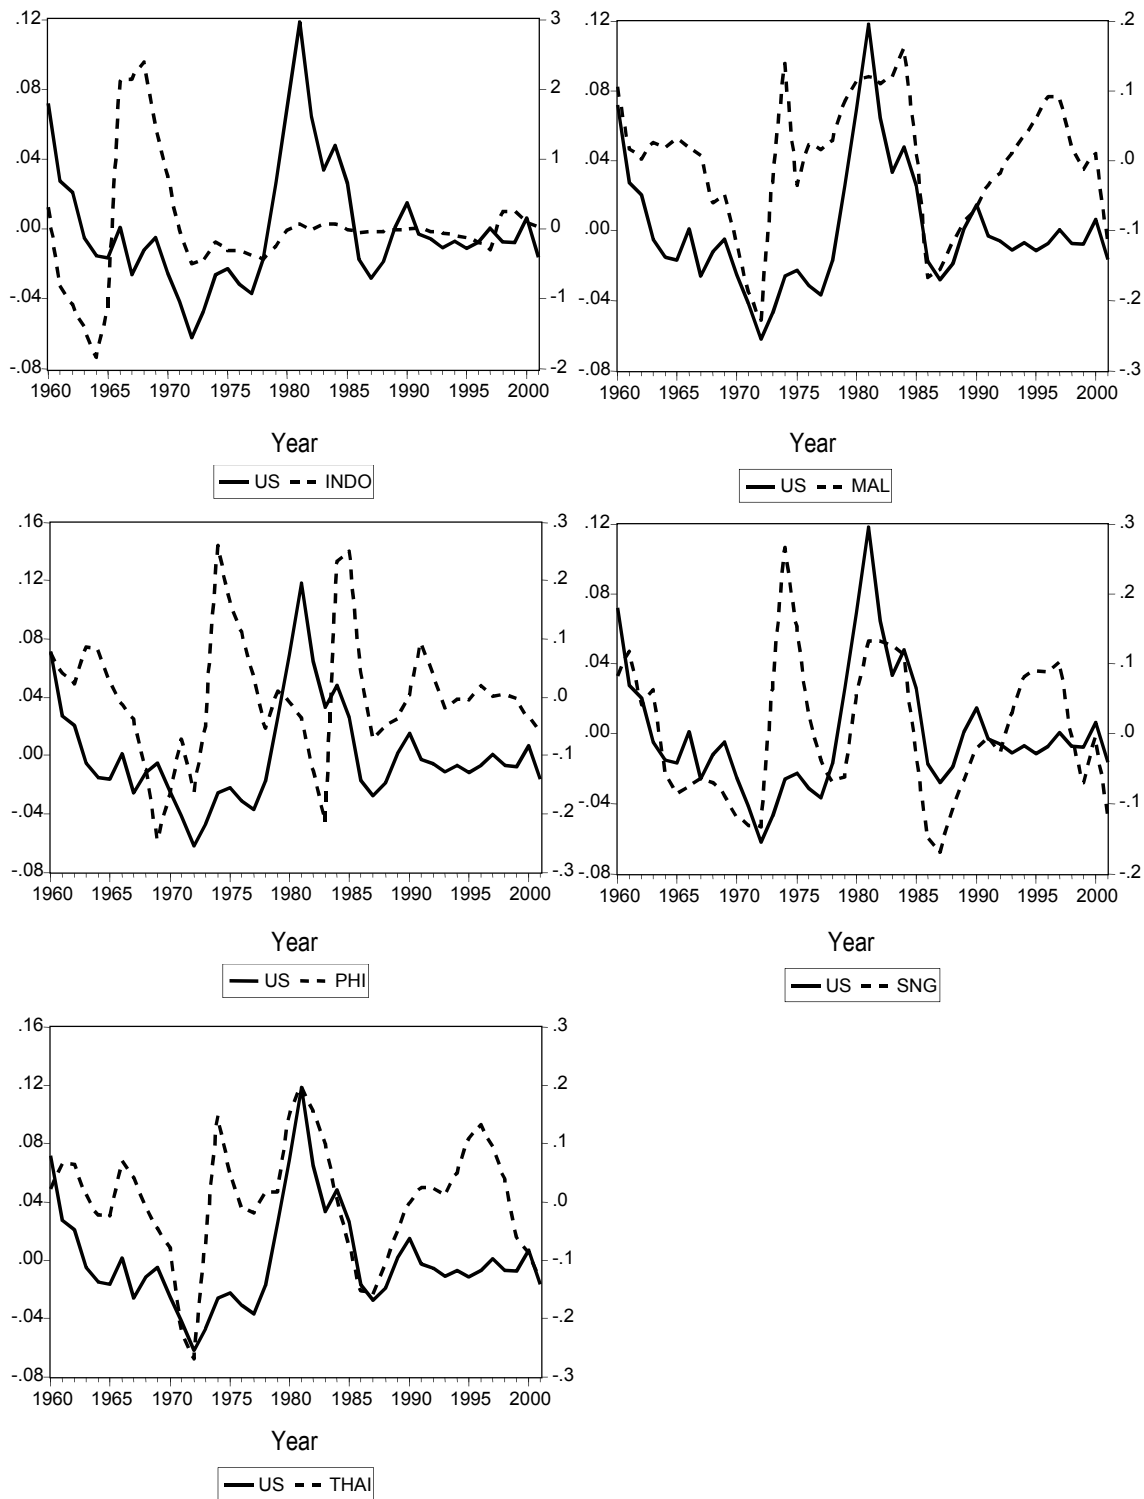 .12 3
.08 2
.04 1
.00 0
-.04 -1
-.08 -2
1960 1965 1970 1975 1980 1985 1990 1995 2000
Year
US INDO
.12 .2
.08 .1
.04 .0
.00 -.1
-.04 -.2
-.08 -.3
1960 1965 1970 1975 1980 1985 1990 1995 2000
Year
US MAL
.16 .3
.12 .2
.08 .1
.04 .0
.00 -.1
-.04 -.2
-.08 -.3
1960 1965 1970 1975 1980 1985 1990 1995 2000
Year
US PHI
.12 .3
.08 .2
.04 .1
.00 .0
-.04 -.1
-.08 -.2
1960 1965 1970 1975 1980 1985 1990 1995 2000
Year
US SNG
.16 .3
.12 .2
.08 .1
.04 .0
.00 -.1
-.04 -.2
-.08 -.3
1960 1965 1970 1975 1980 1985 1990 1995 2000
Year
US THAI